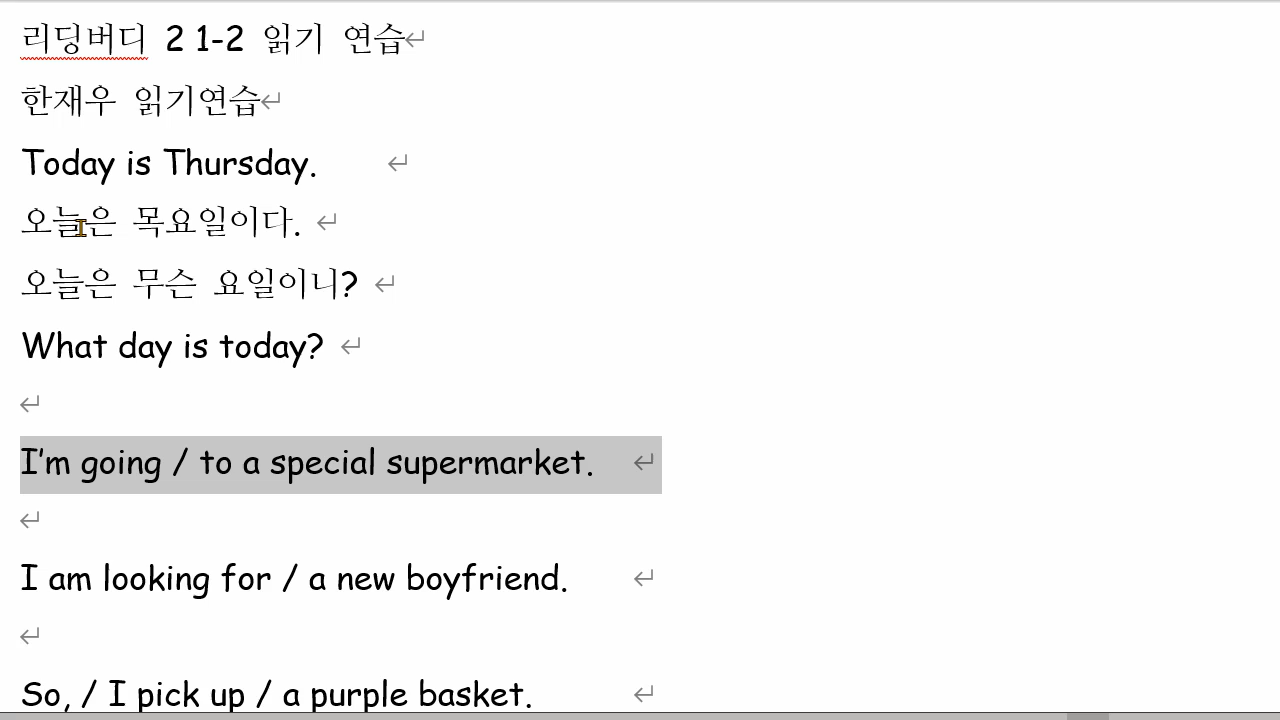 리딩버디 2 1-2 읽기 연습
한재우 읽기연습
Today is Thursday.
오늘은 목요일이다.
오늘은 무슨 요일이니?
What day is today?
I'm going / to a special supermarket.
I am looking for / a new boyfriend.
So, / I pick up / a purple basket.